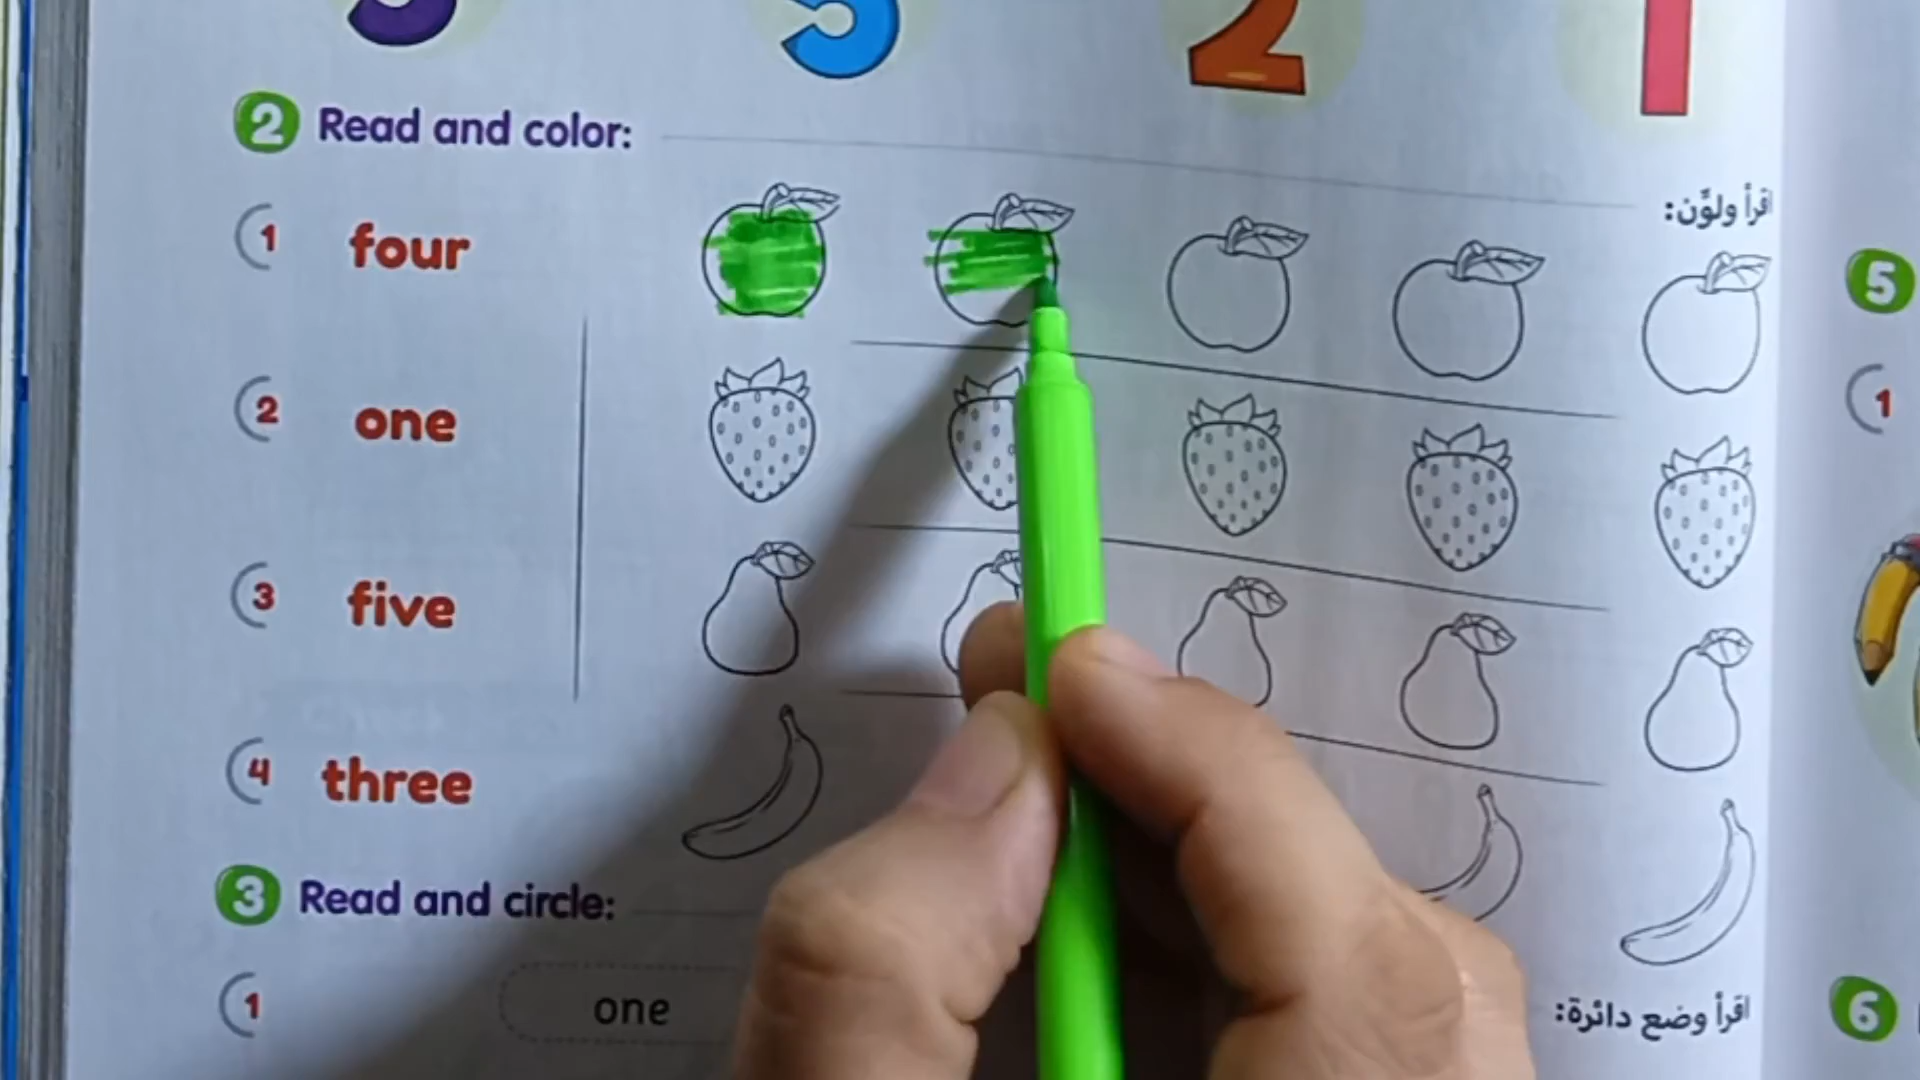 5 2 1
2 Read and color:
اقرأ ولوّن:
1 four
2 one
3 five
4 three
3 Read and circle:
اقرأ وضع دائرة:
1 one
5
1
6